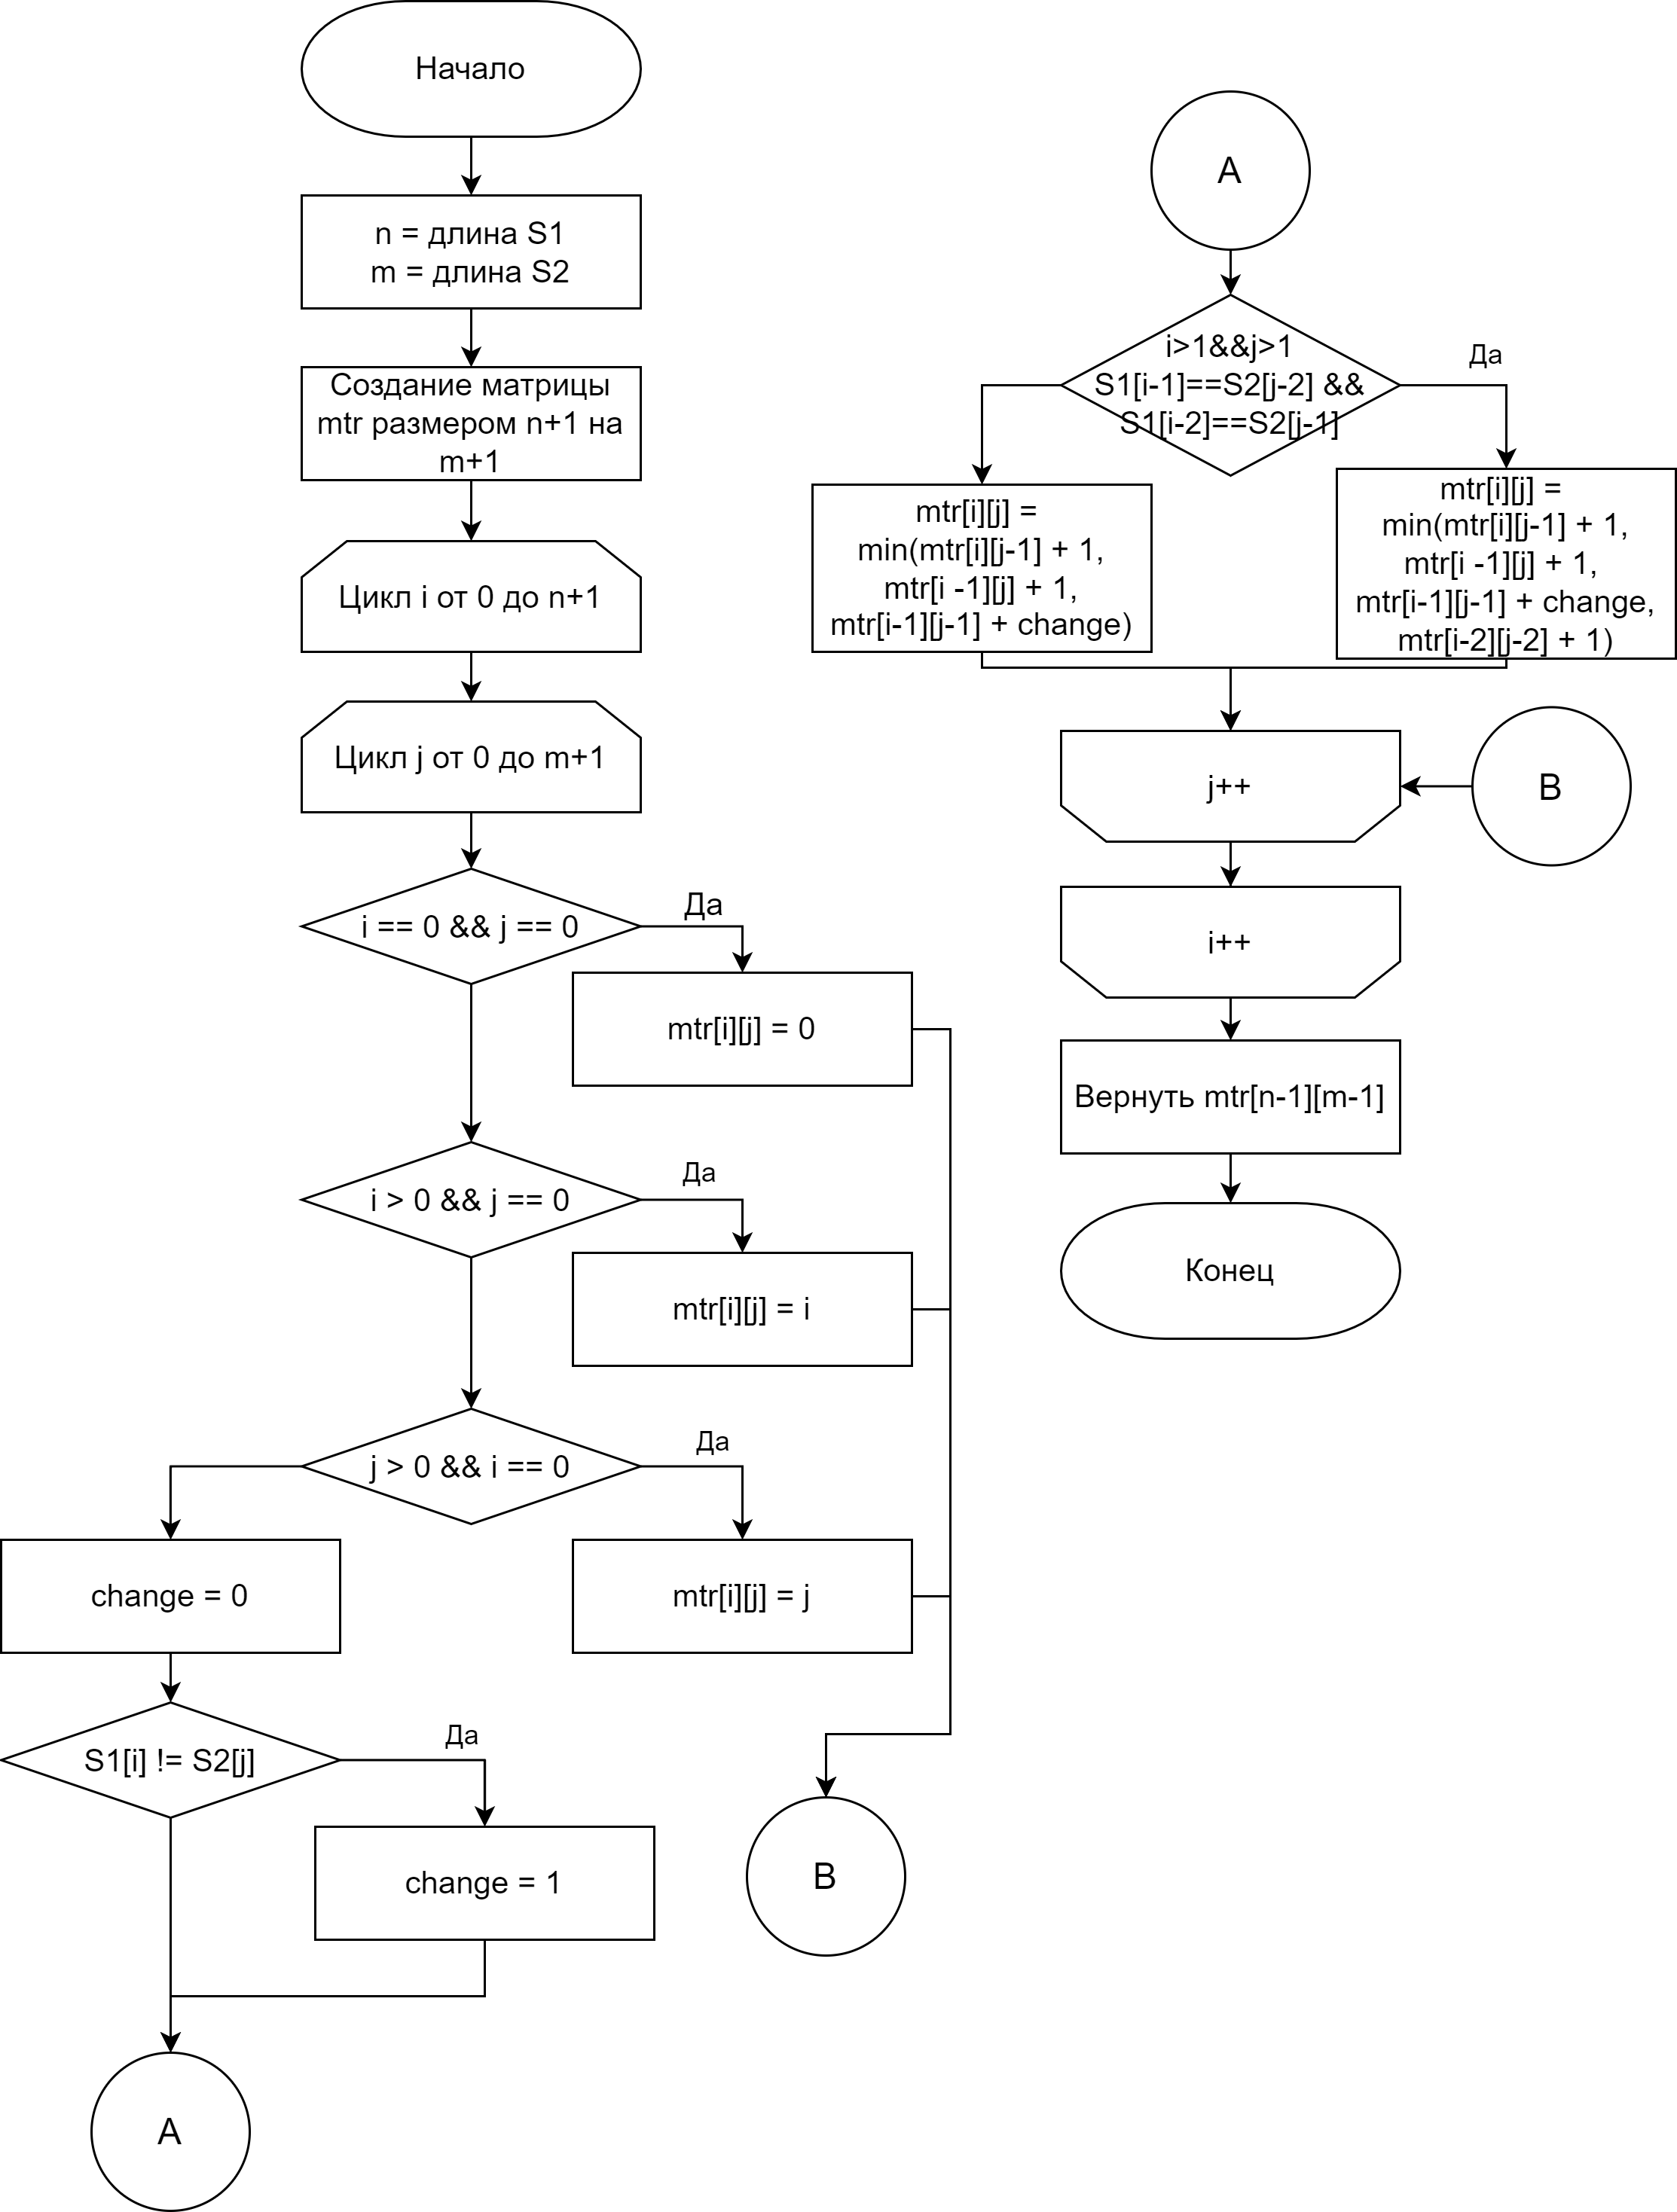 Начало
n = длина S1
m = длина S2
Создание матрицы
mtr размером n+1 на
m+1
Цикл i от 0 до n+1
Цикл j от 0 до m+1
i == 0 && j == 0
Да
mtr[i][j] = 0
i > 0 && j == 0
Да
mtr[i][j] = i
j > 0 && i == 0
Да
change = 0
mtr[i][j] = j
S1[i] != S2[j]
Да
change = 1
B
A
A
i>1&&j>1
S1[i-1]==S2[j-2] &&
S1[i-2]==S2[j-1]
Да
mtr[i][j] =
min(mtr[i][j-1] + 1,
mtr[i -1][j] + 1,
mtr[i-1][j-1] + change)
mtr[i][j] =
min(mtr[i][j-1] + 1,
mtr[i -1][j] + 1,
mtr[i-1][j-1] + change,
mtr[i-2][j-2] + 1)
j++
B
i++
Вернуть mtr[n-1][m-1]
Конец